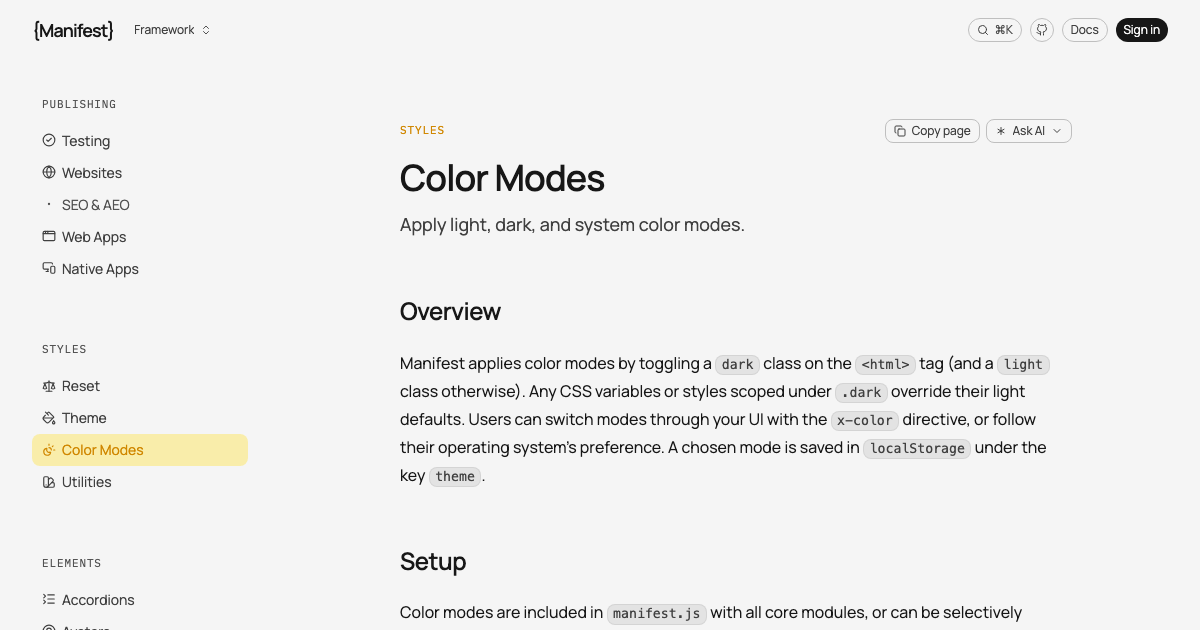 {Manifest}
Framework
⌘K
Docs
Sign in
PUBLISHING
Testing
Websites
SEO & AEO
Web Apps
Native Apps
STYLES
Reset
Theme
Color Modes
Utilities
ELEMENTS
Accordions
STYLES
Copy page
Ask AI
Color Modes
Apply light, dark, and system color modes.
Overview
Manifest applies color modes by toggling a dark class on the <html> tag (and a light
class otherwise). Any CSS variables or styles scoped under .dark override their light
defaults. Users can switch modes through your UI with the x-color directive, or follow
their operating system's preference. A chosen mode is saved in localStorage under the
key theme.
Setup
Color modes are included in manifest.js with all core modules, or can be selectively